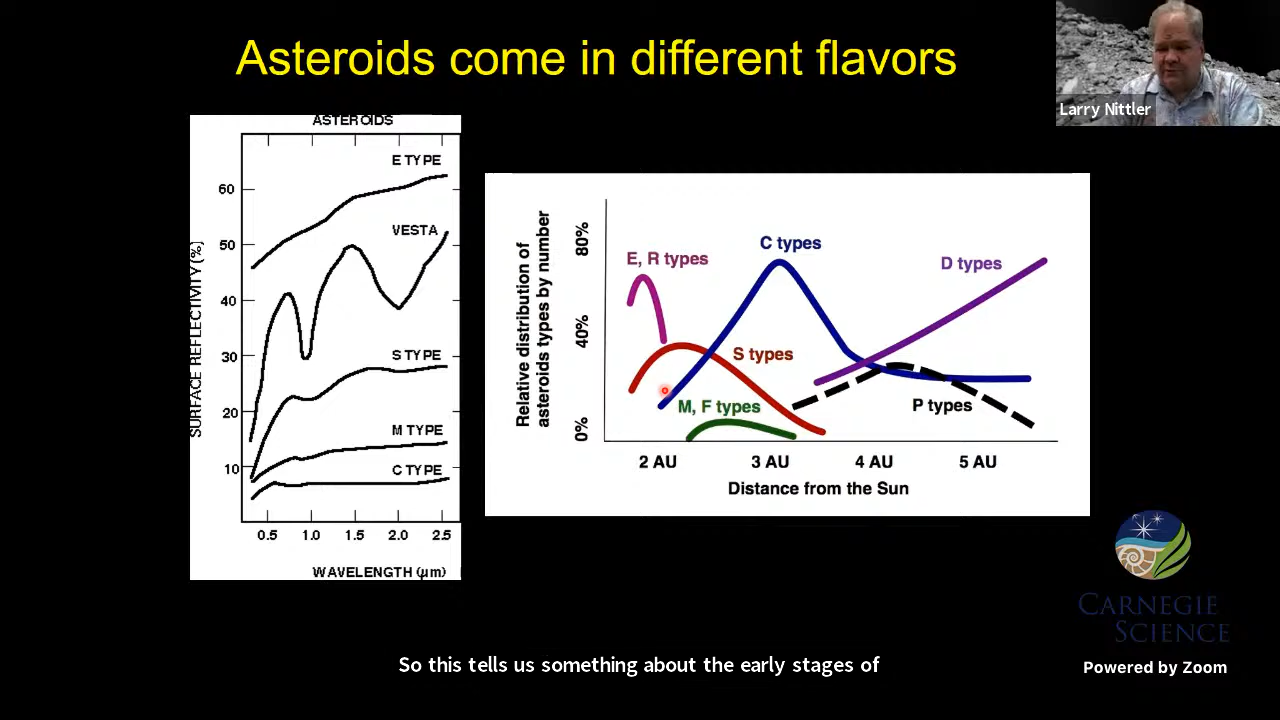 Asteroids come in different flavors
Larry Nittler
ASTEROIDS
E TYPE
VESTA
S TYPE
M TYPE
C TYPE
60
50
40
30
20
10
SURFACE REFLECTIVITY (%)
0.5 1.0 1.5 2.0 2.5
WAVELENGTH (μm)
Relative distribution of
asteroids types by number
80%
40%
0%
E, R types
C types
D types
S types
M, F types
P types
2 AU 3 AU 4 AU 5 AU
Distance from the Sun
CARNEGIE
SCIENCE
Powered by Zoom
So this tells us something about the early stages of